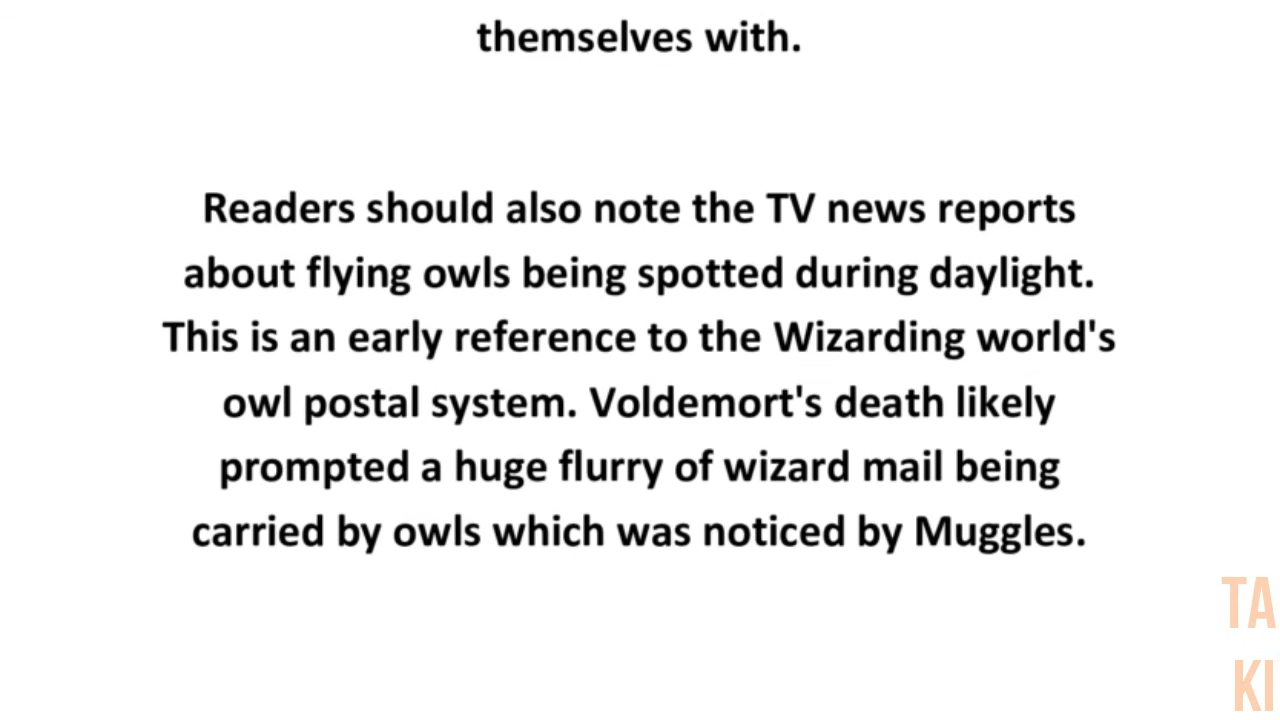 themselves with.
Readers should also note the TV news reports
about flying owls being spotted during daylight.
This is an early reference to the Wizarding world's
owl postal system. Voldemort's death likely
prompted a huge flurry of wizard mail being
carried by owls which was noticed by Muggles.
TA
KI